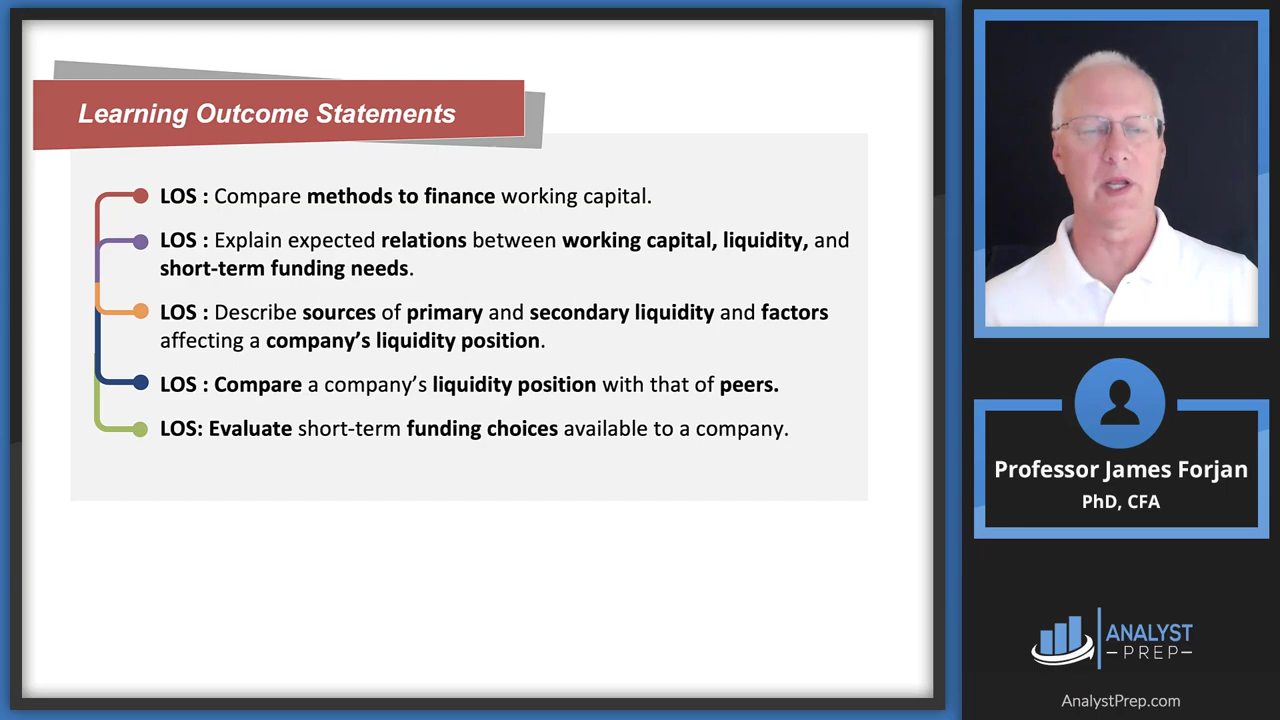 Learning Outcome Statements
LOS : Compare methods to finance working capital.
LOS : Explain expected relations between working capital, liquidity, and
short-term funding needs.
LOS : Describe sources of primary and secondary liquidity and factors
affecting a company’s liquidity position.
LOS : Compare a company’s liquidity position with that of peers.
LOS: Evaluate short-term funding choices available to a company.
Professor James Forjan
PhD, CFA
ANALYST
–PREP–
AnalystPrep.com